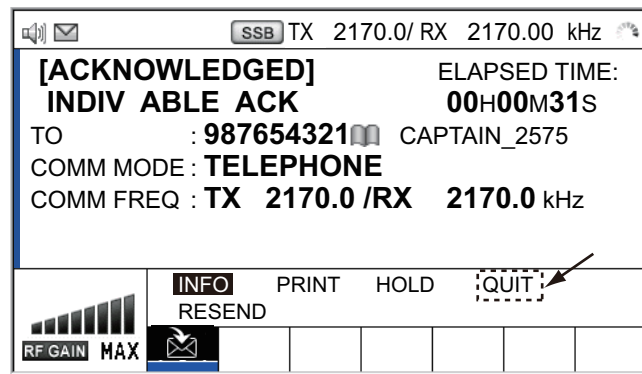 SSB TX 2170.0/ RX 2170.00 kHz
[ACKNOWLEDGED] ELAPSED TIME:
INDIV ABLE ACK 00H00M31S
TO : 987654321 CAPTAIN_2575
COMM MODE : TELEPHONE
COMM FREQ : TX 2170.0 /RX 2170.0 kHz
INFO PRINT HOLD QUIT
RESEND
RF GAIN MAX